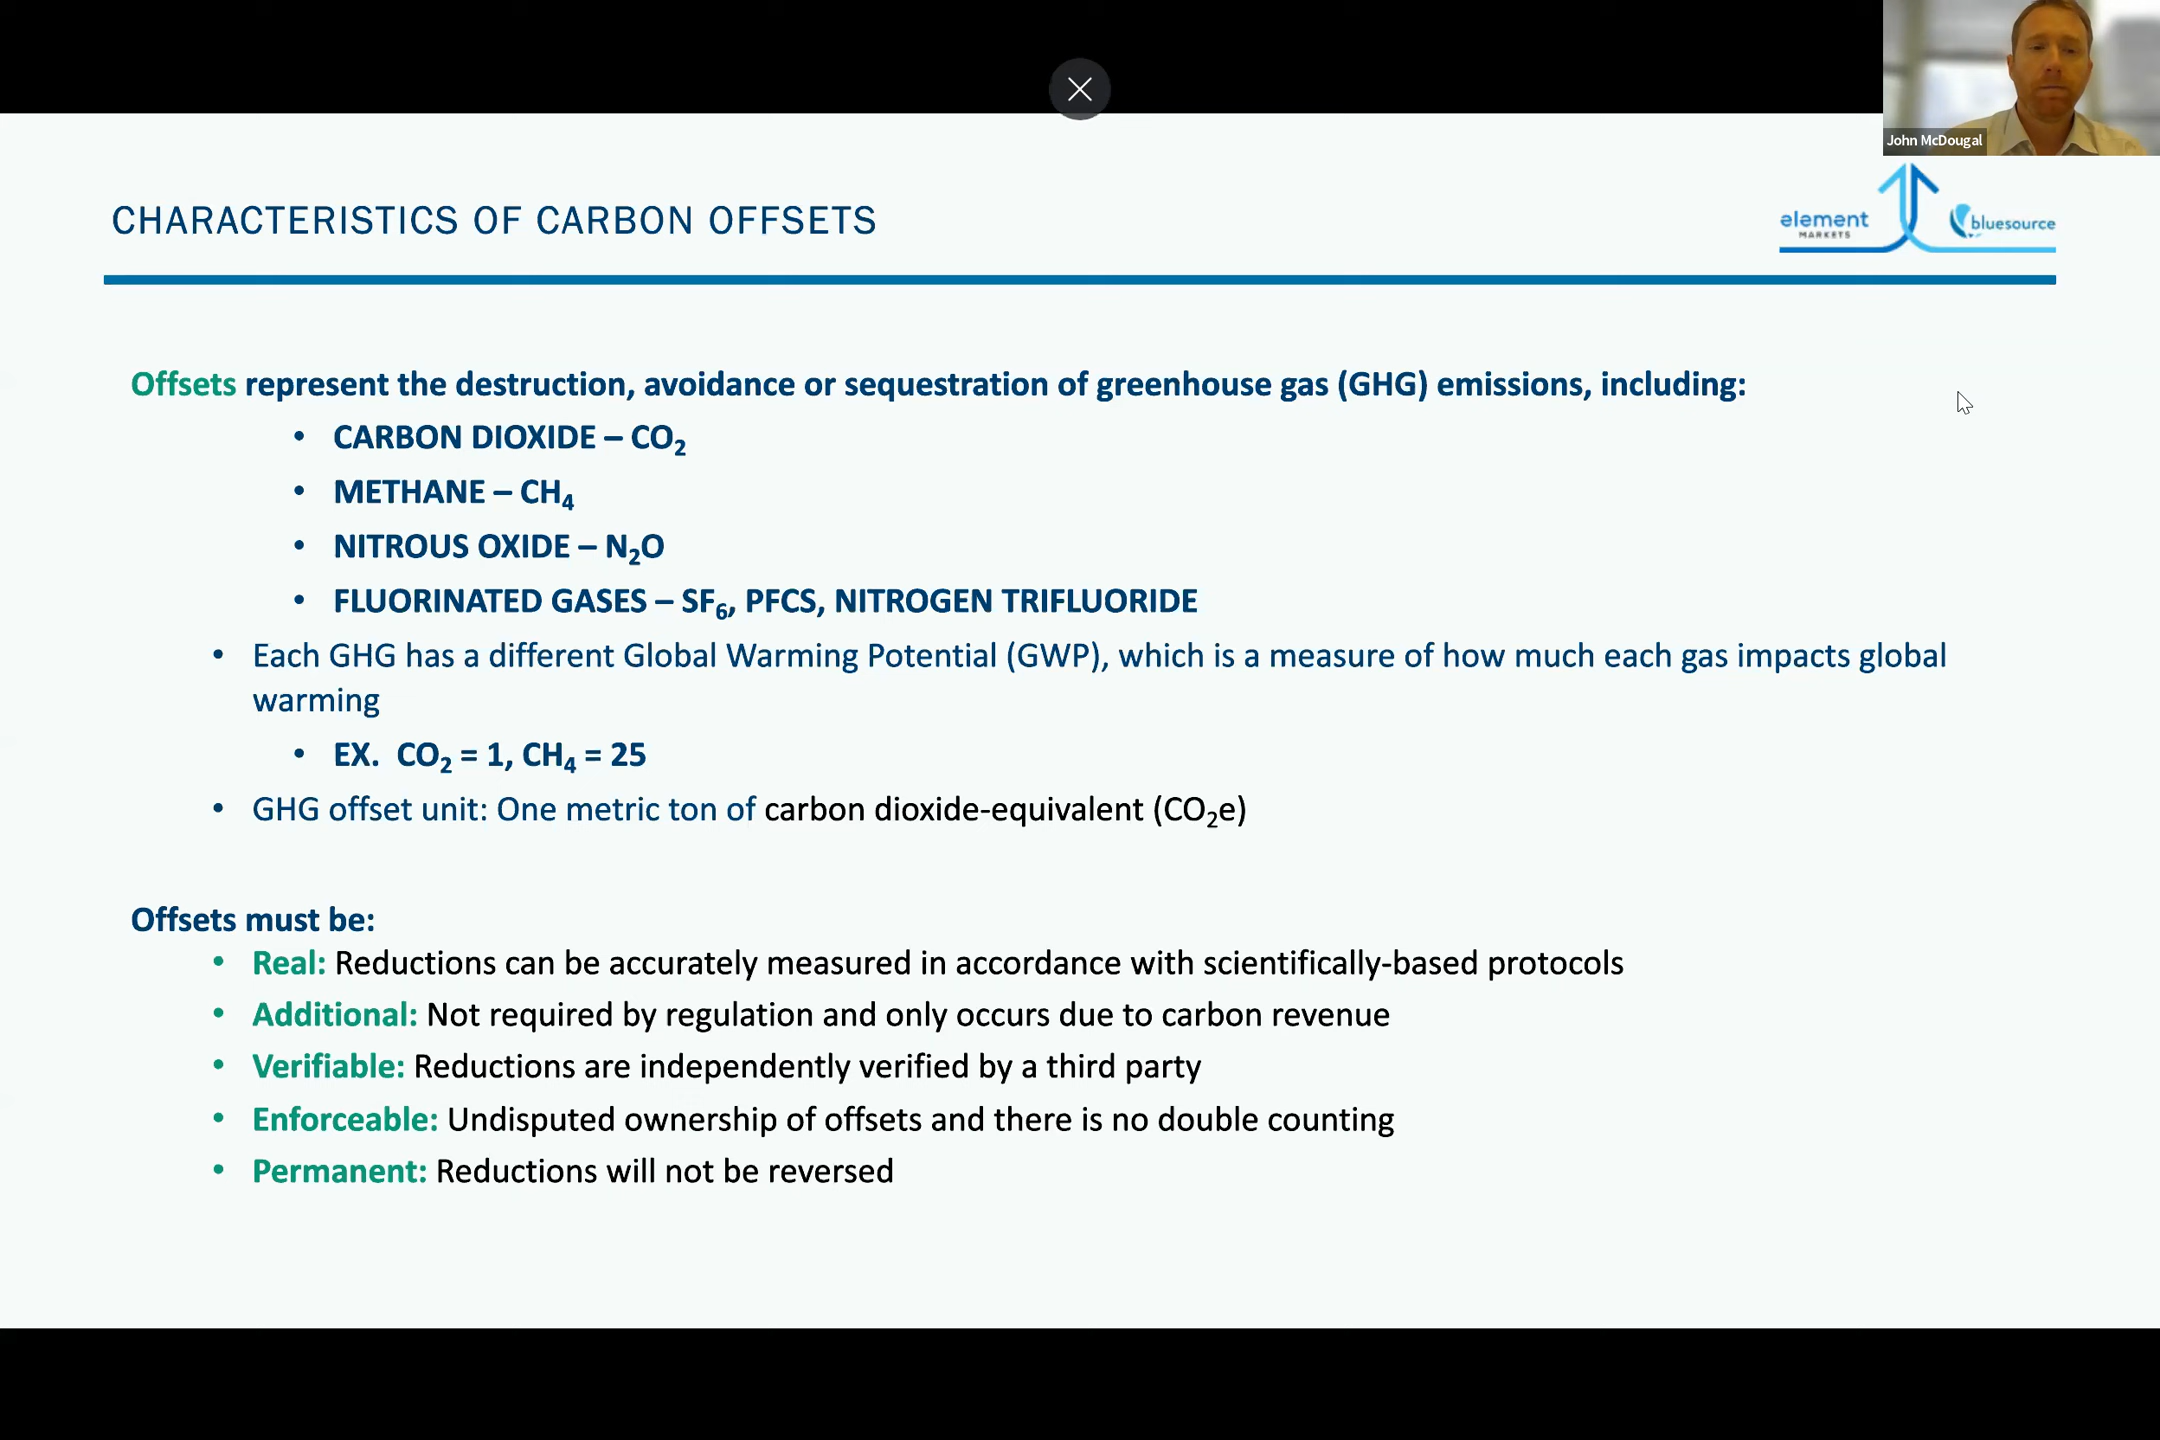 John McDougal
CHARACTERISTICS OF CARBON OFFSETS
element
MARKETS
bluesource
Offsets represent the destruction, avoidance or sequestration of greenhouse gas (GHG) emissions, including:
• CARBON DIOXIDE – CO₂
• METHANE – CH₄
• NITROUS OXIDE – N₂O
• FLUORINATED GASES – SF₆, PFCS, NITROGEN TRIFLUORIDE
• Each GHG has a different Global Warming Potential (GWP), which is a measure of how much each gas impacts global
warming
• EX. CO₂ = 1, CH₄ = 25
• GHG offset unit: One metric ton of carbon dioxide-equivalent (CO₂e)
Offsets must be:
• Real: Reductions can be accurately measured in accordance with scientifically-based protocols
• Additional: Not required by regulation and only occurs due to carbon revenue
• Verifiable: Reductions are independently verified by a third party
• Enforceable: Undisputed ownership of offsets and there is no double counting
• Permanent: Reductions will not be reversed